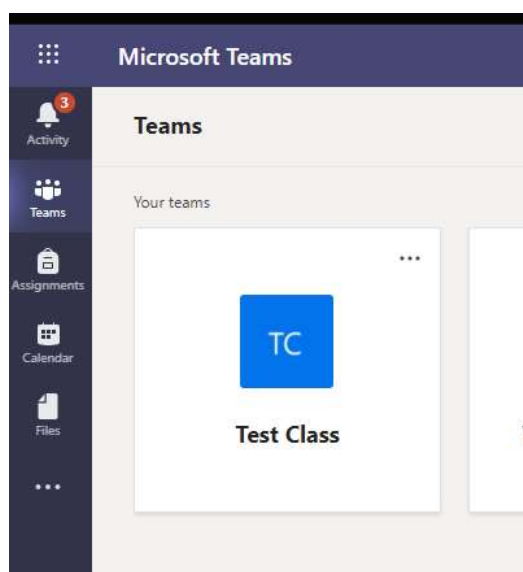 Microsoft Teams
3
Activity
Teams
Assignments
Calendar
Files
Teams
Your teams
TC
Test Class